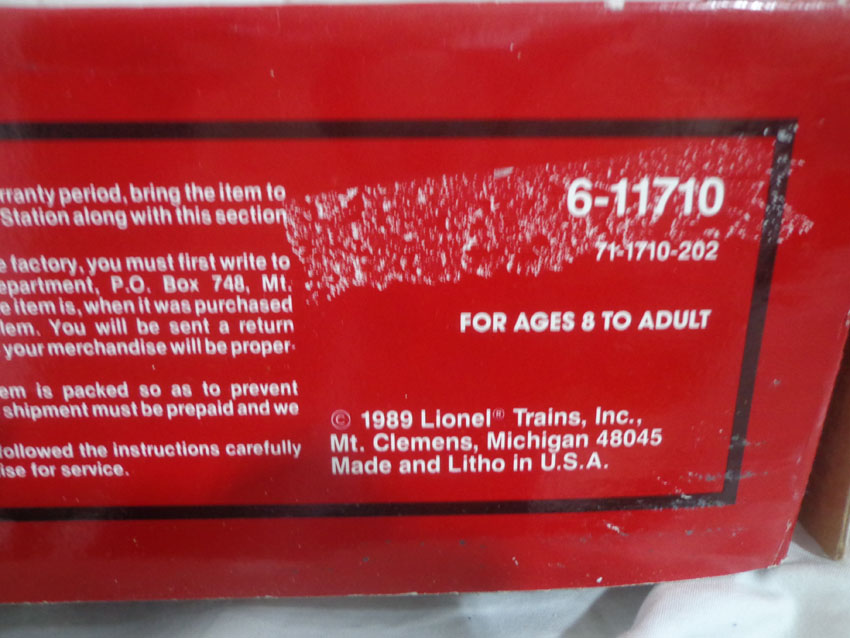 rranty period, bring the item to
Station along with this section
e factory, you must first write to
epartment, P.O. Box 748, Mt.
e item is, when it was purchased
lem. You will be sent a return
your merchandise will be proper-
em is packed so as to prevent
shipment must be prepaid and we
followed the instructions carefully
ise for service.
6-11710
71-1710-202
FOR AGES 8 TO ADULT
© 1989 Lionel® Trains, Inc.,
Mt. Clemens, Michigan 48045
Made and Litho in U.S.A.